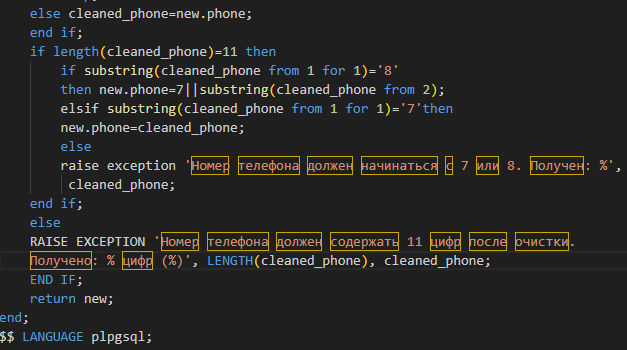 else cleaned_phone=new.phone;
end if;
if length(cleaned_phone)=11 then
if substring(cleaned_phone from 1 for 1)='8'
then new.phone=7||substring(cleaned_phone from 2);
elsif substring(cleaned_phone from 1 for 1)='7'then
new.phone=cleaned_phone;
else
raise exception 'Номер телефона должен начинаться с 7 или 8. Получен: %',
cleaned_phone;
end if;
else
RAISE EXCEPTION 'Номер телефона должен содержать 11 цифр после очистки.
Получено: % цифр (%)', LENGTH(cleaned_phone), cleaned_phone;
END IF;
return new;
end;
$$ LANGUAGE plpgsql;